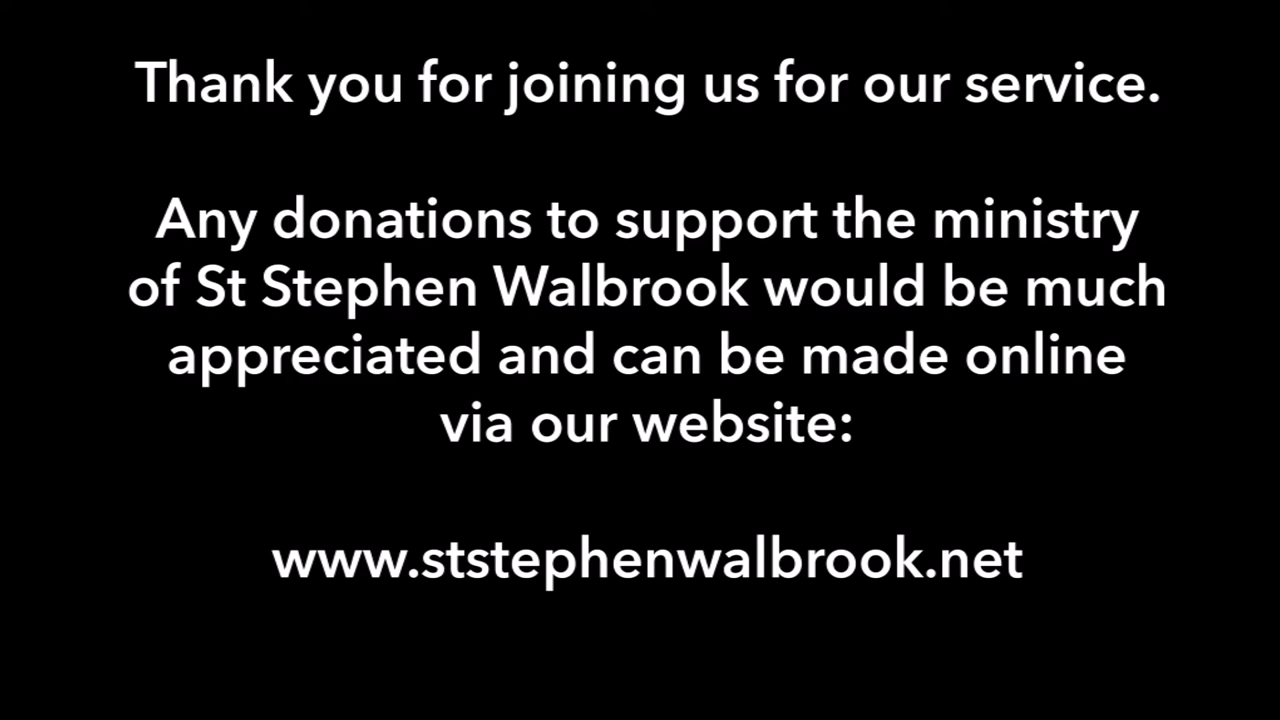 Thank you for joining us for our service.
Any donations to support the ministry
of St Stephen Walbrook would be much
appreciated and can be made online
via our website:
www.ststephenwalbrook.net